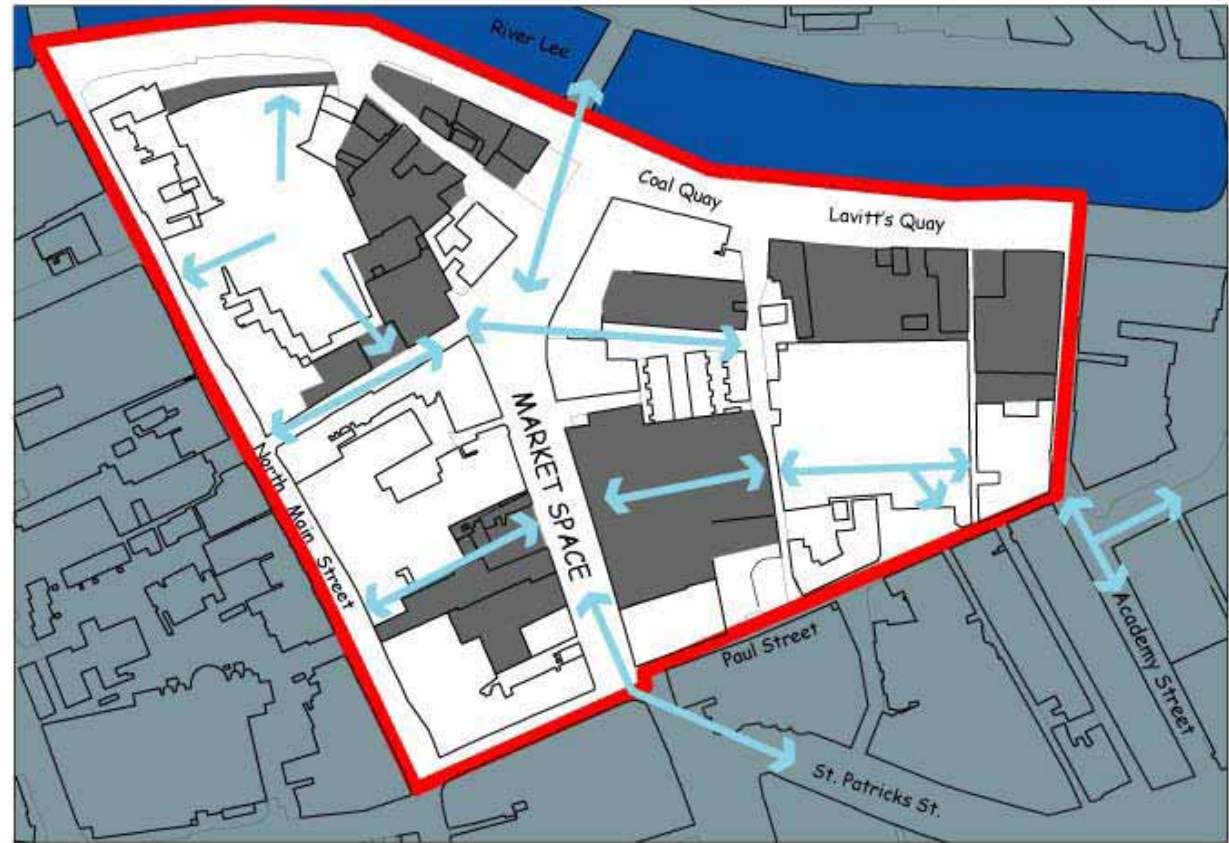 River Lee
Coal Quay
Lavitt's Quay
MARKET SPACE
North Main Street
Paul Street
Academy Street
St. Patricks St.